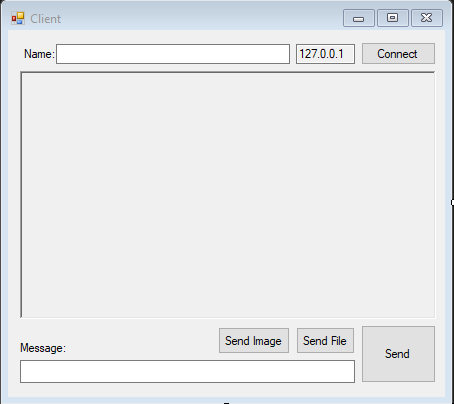 Client
Name: 127.0.0.1 Connect
Send Image Send File Send
Message: